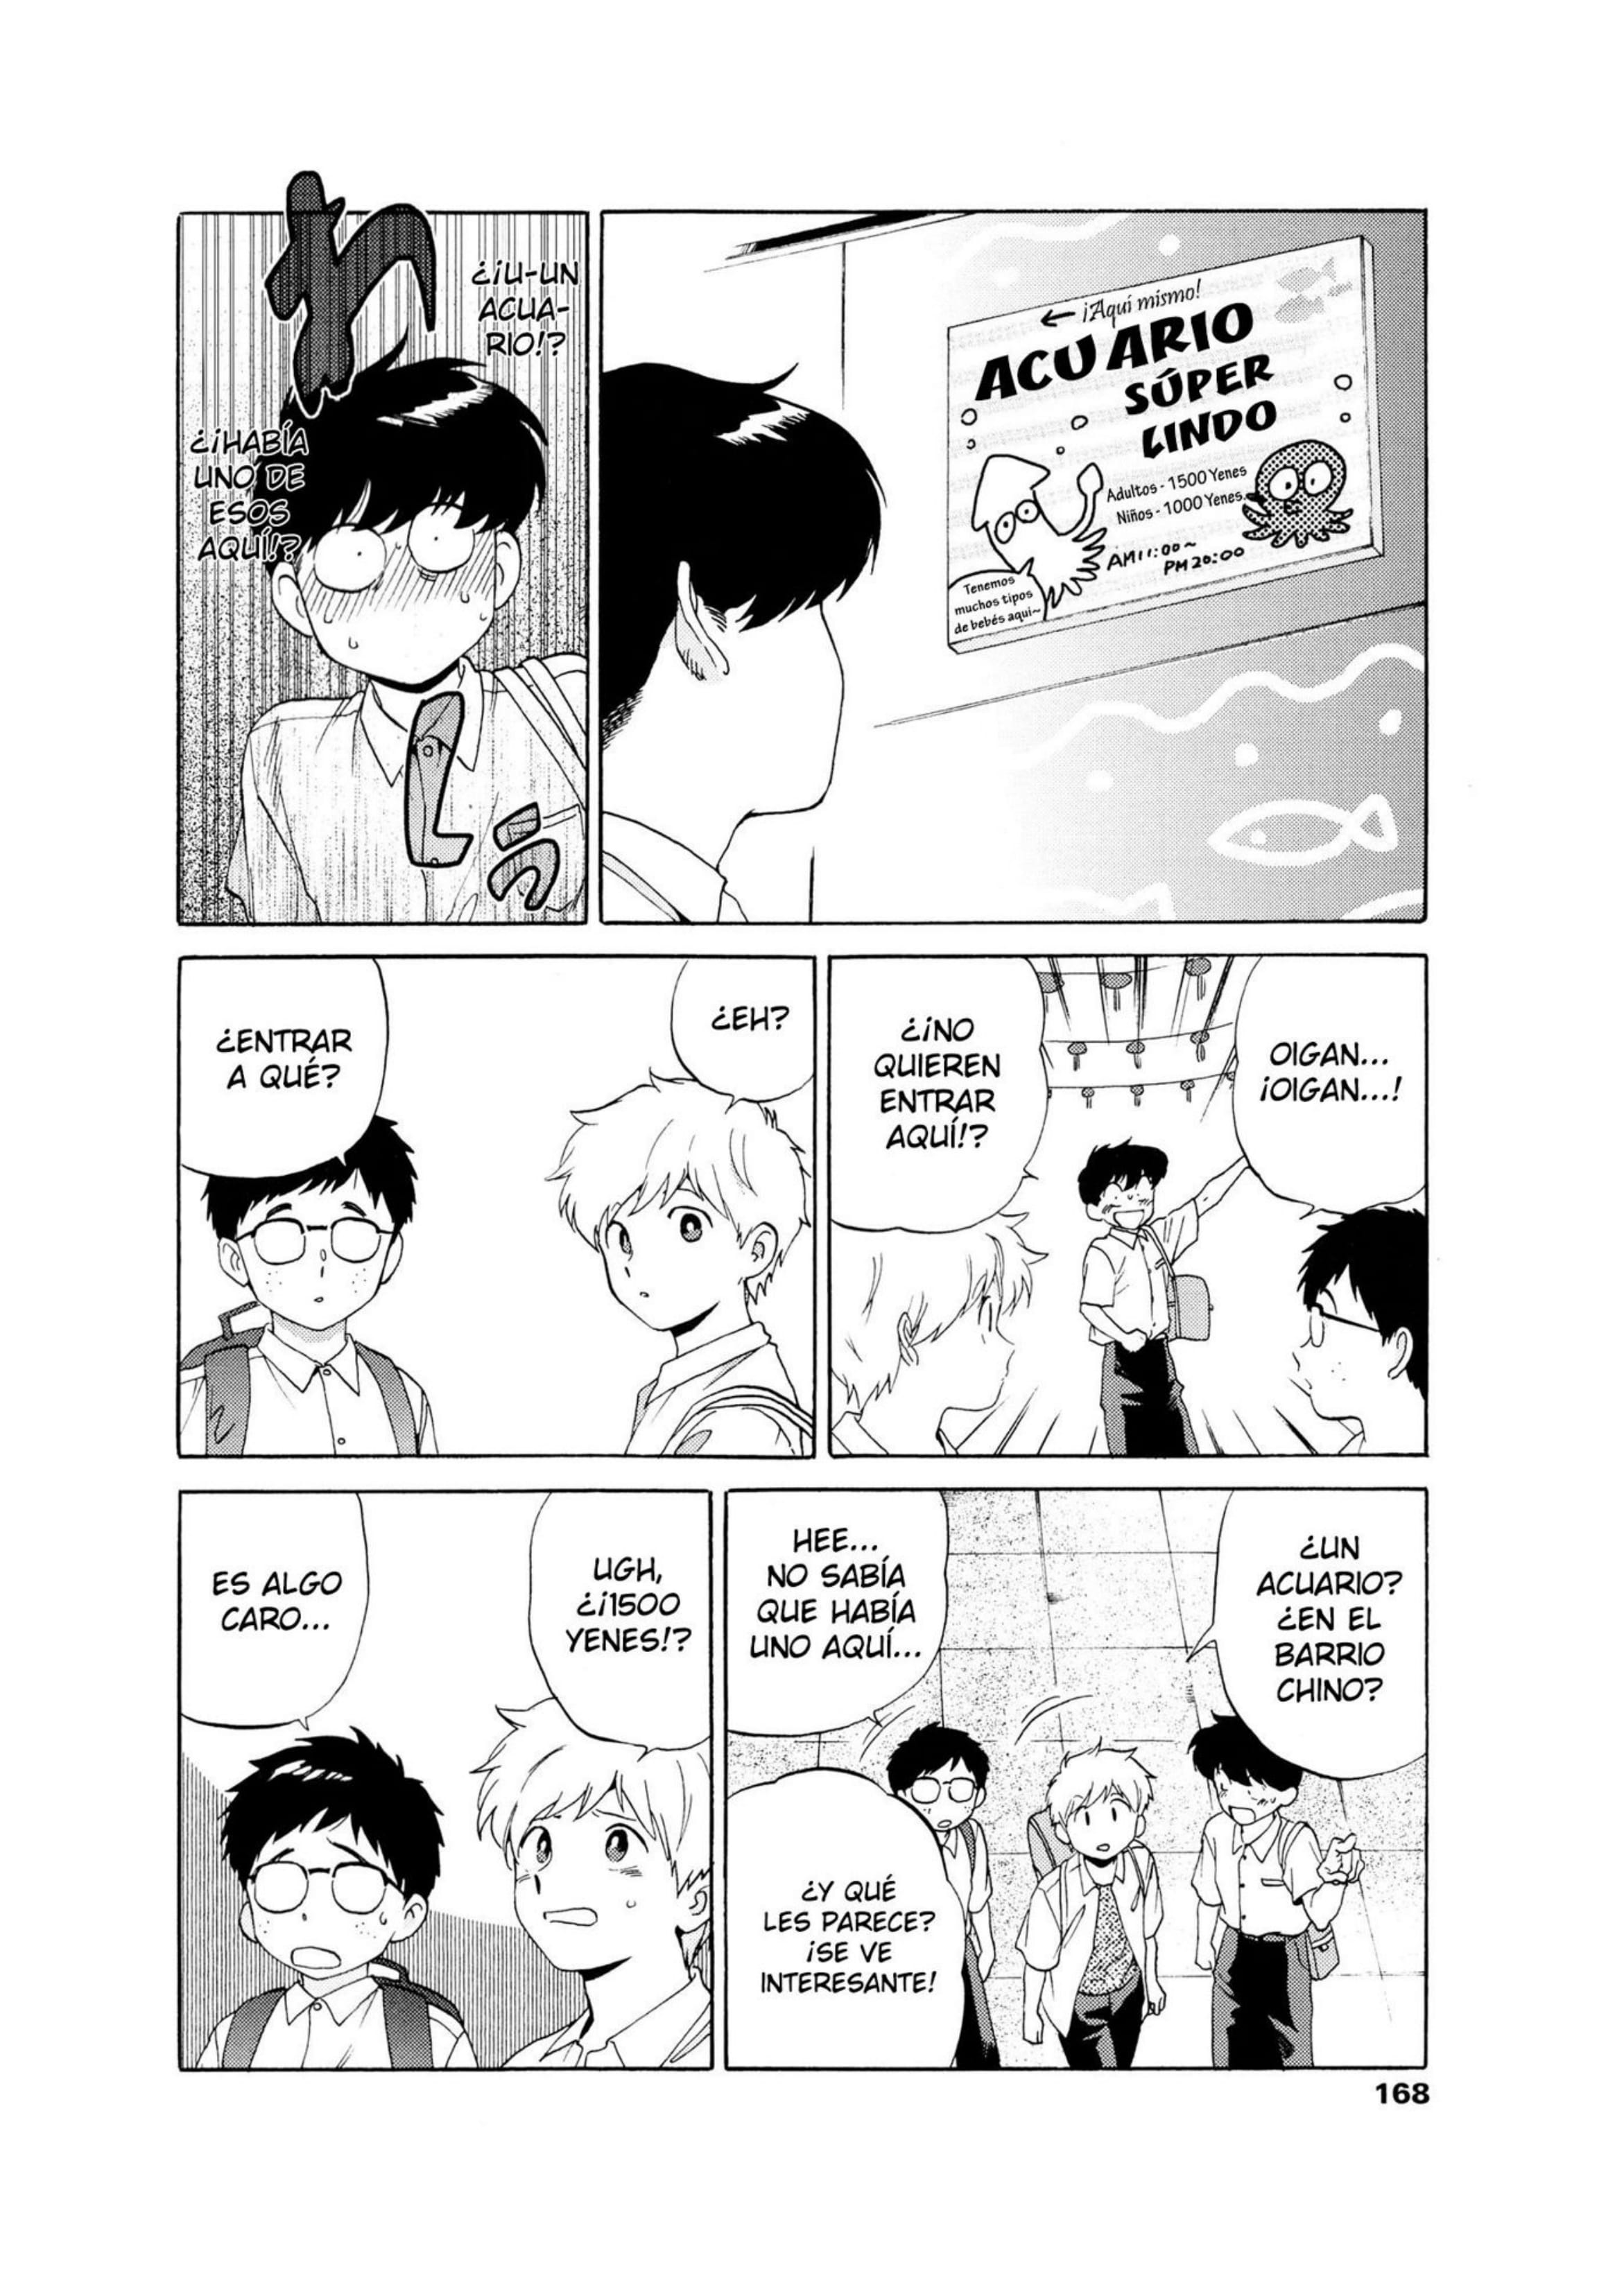 ← ¡Aquí mismo!
ACUARIO
SÚPER
LINDO
Adultos - 1500 Yenes
Niños - 1000 Yenes
AM11:00~
PM20:00
Tenemos
muchos tipos
de bebés aquí~
¿¡U-UN
ACUA-
RIO!?
¿¡HABÍA
UNO DE
ESOS
AQUÍ!?
OIGAN...
¡OIGAN...!
¿¡NO
QUIEREN
ENTRAR
AQUÍ!?
¿EH?
¿ENTRAR
A QUÉ?
¿UN
ACUARIO?
¿EN EL
BARRIO
CHINO?
HEE...
NO SABÍA
QUE HABÍA
UNO AQUÍ...
¿Y QUÉ
LES PARECE?
¡SE VE
INTERESANTE!
UGH,
¿¡1500
YENES!?
ES ALGO
CARO...
168